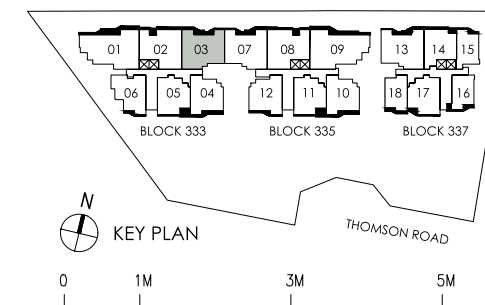 01 02 03 07 08 09 13 14 15
06 05 04 12 11 10 18 17 16
BLOCK 333 BLOCK 335 BLOCK 337
N
KEY PLAN
THOMSON ROAD
0 1M 3M 5M